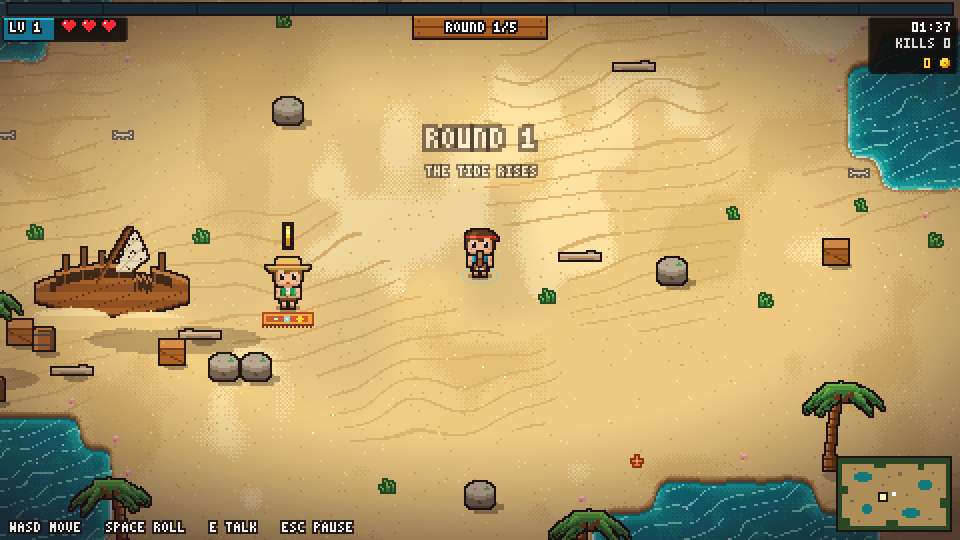 LV 1
ROUND 1/5
01:37
KILLS 0
0
ROUND 1
THE TIDE RISES
WASD MOVE SPACE ROLL E TALK ESC PAUSE